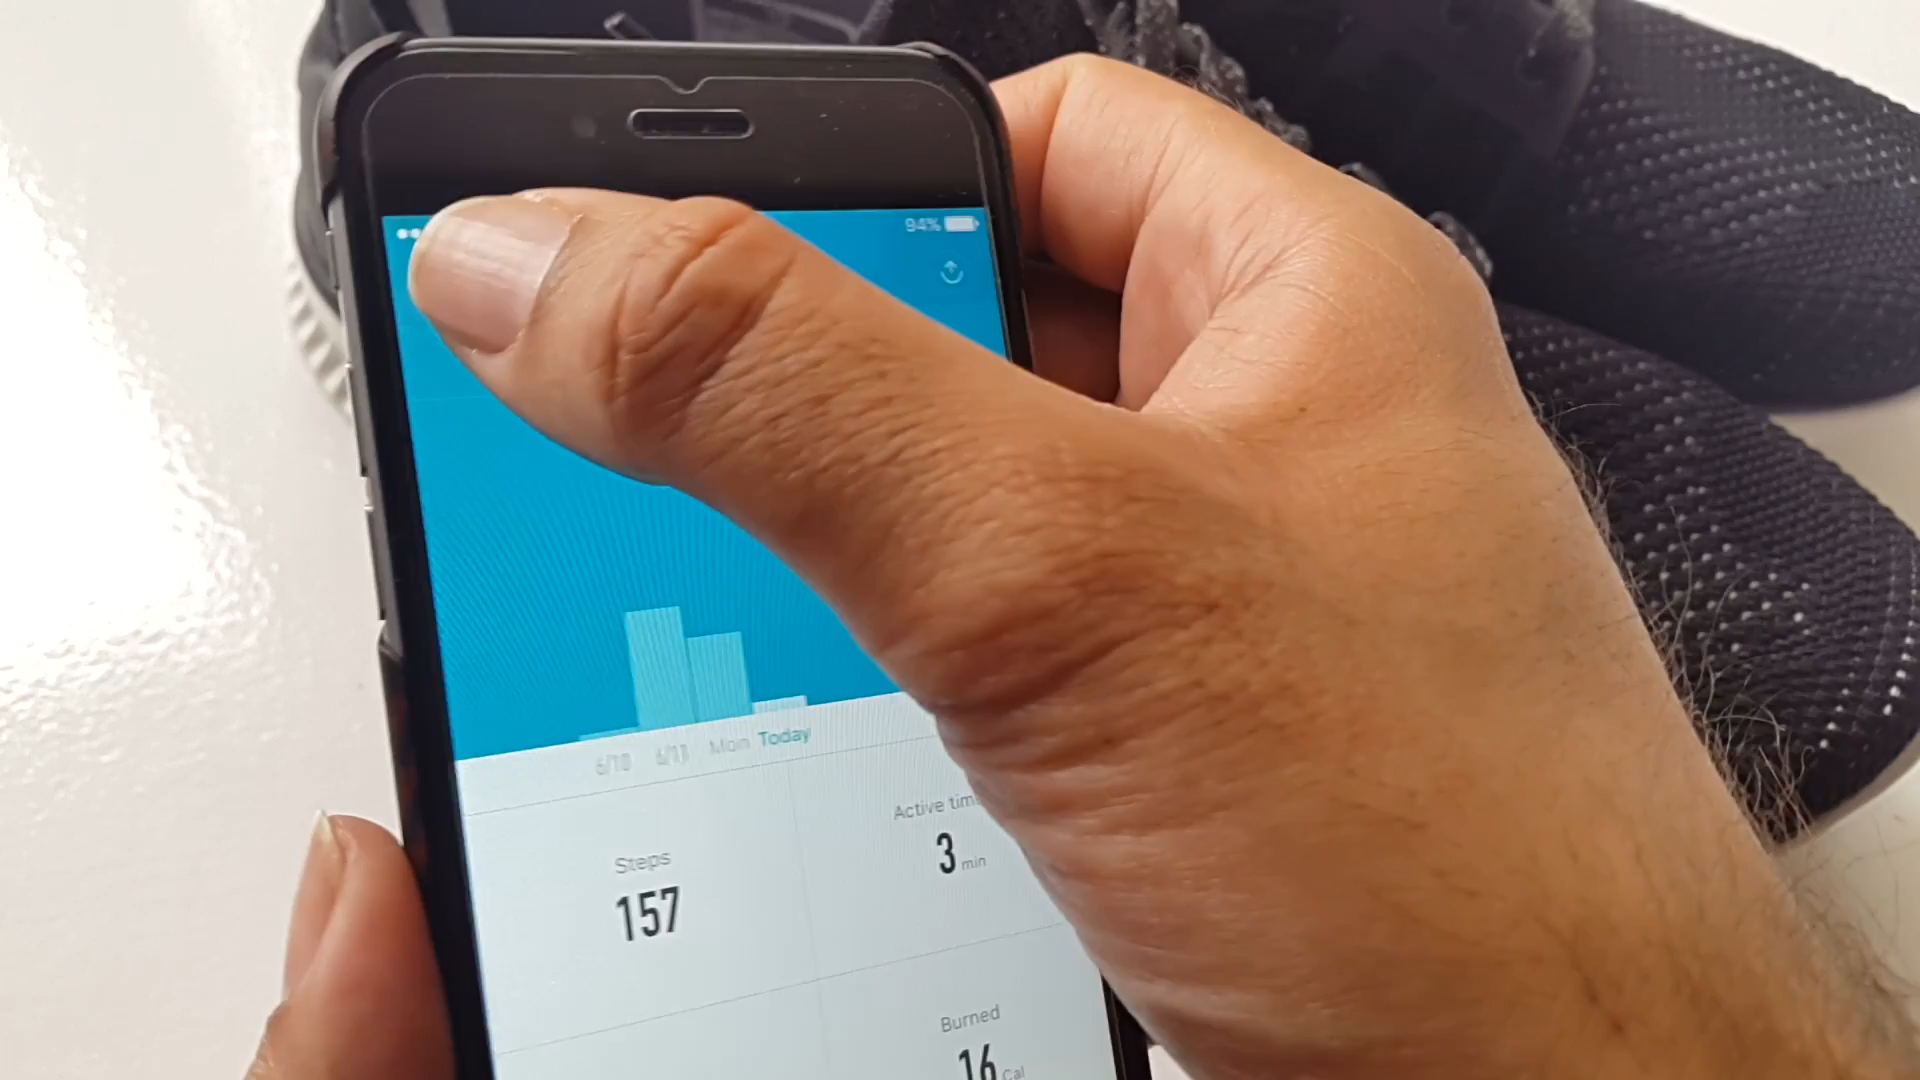 94%
6/10 6/11 Mon Today
Steps
157
Active tim
3 min
Burned
16 Cal